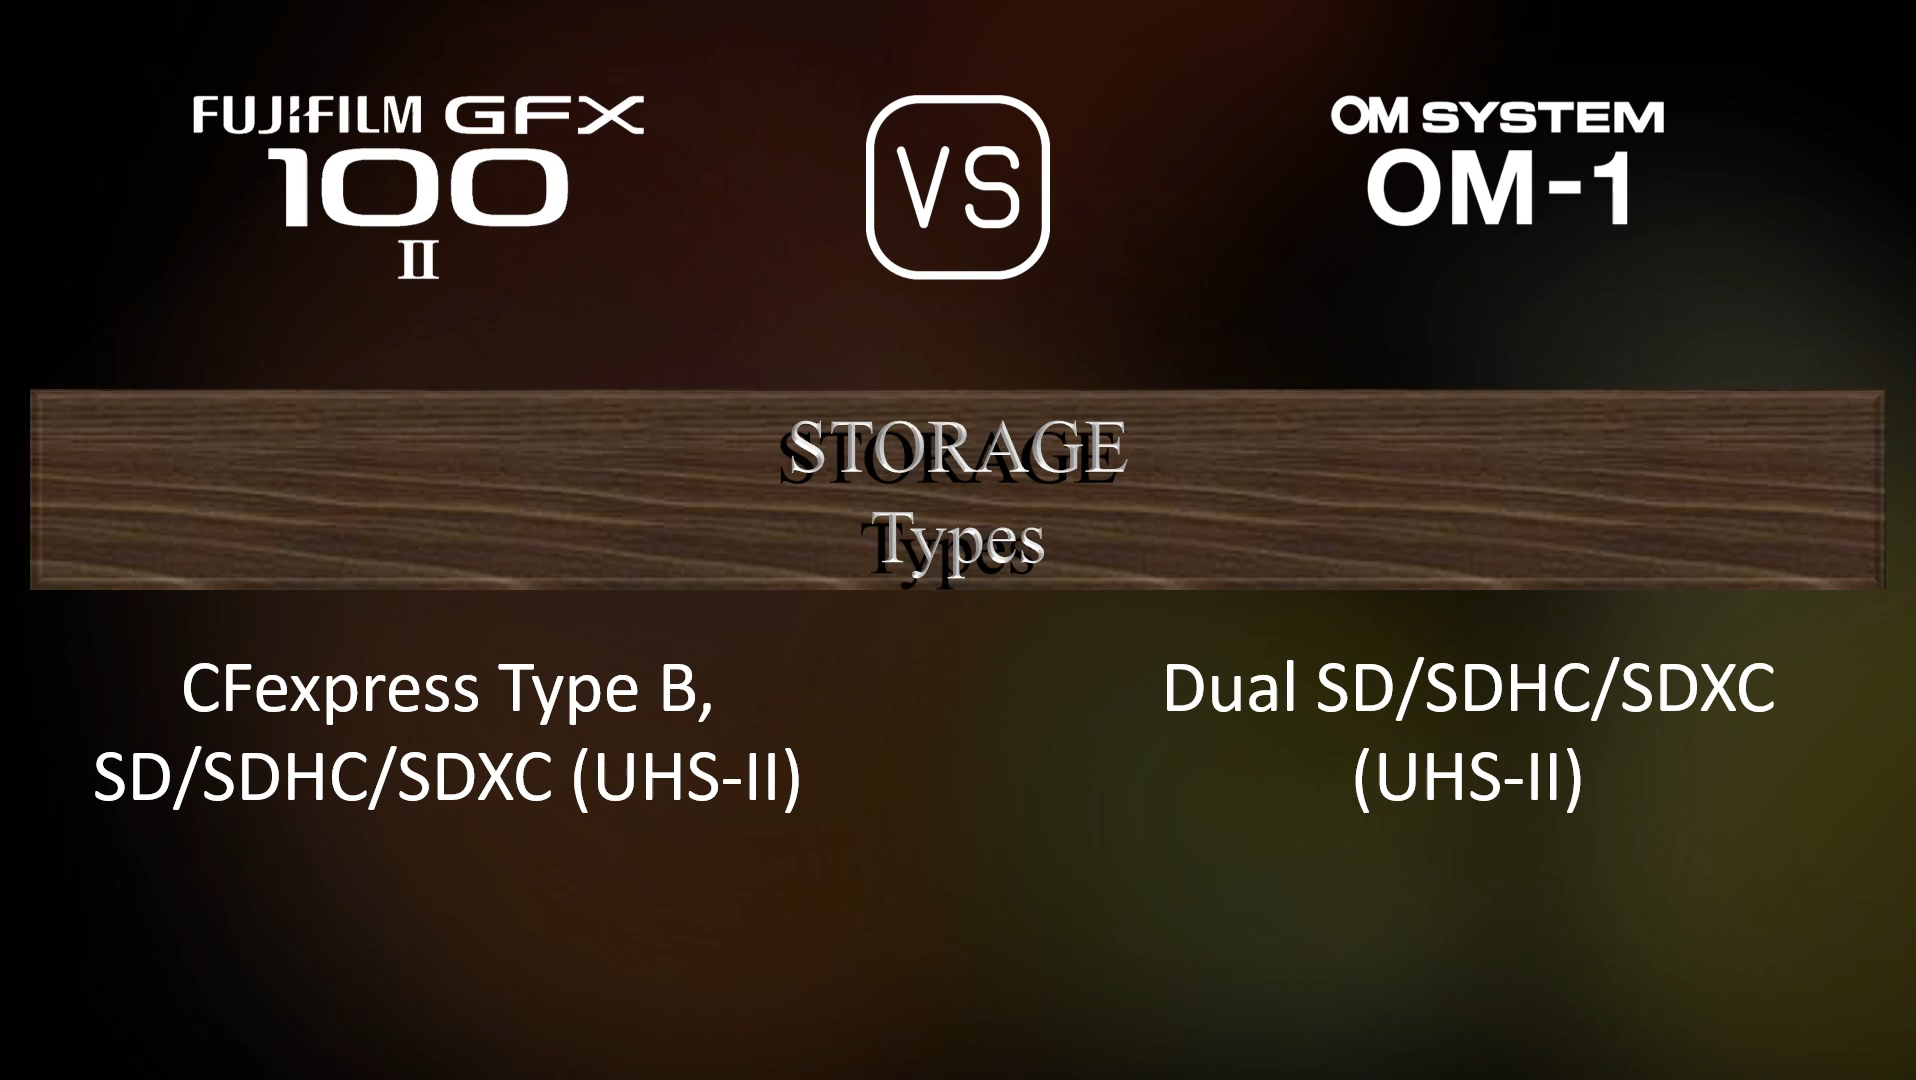 FUJIFILM GFX
100
II
VS
OM SYSTEM
OM-1
STORAGE
Types
CFexpress Type B,
SD/SDHC/SDXC (UHS-II)
Dual SD/SDHC/SDXC
(UHS-II)